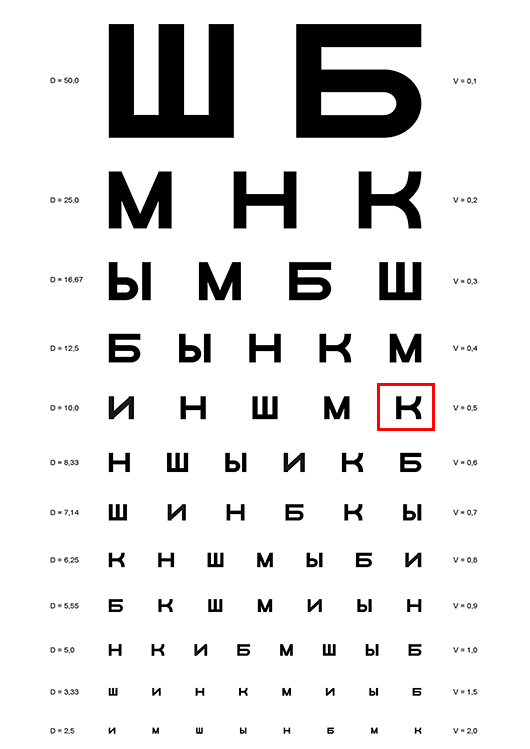 D = 50,0 Ш Б V = 0,1
D = 25,0 М Н К V = 0,2
D = 16,67 Ы М Б Ш V = 0,3
D = 12,5 Б Ы Н К М V = 0,4
D = 10,0 И Н Ш М К V = 0,5
D = 8,33 Н Ш Ы И К Б V = 0,6
D = 7,14 Ш И Н Б К Ы V = 0,7
D = 6,25 К Н Ш М Ы Б И V = 0,8
D = 5,55 Б К Ш М И Ы Н V = 0,9
D = 5,0 Н К И Б М Ш Ы Б V = 1,0
D = 3,33 Ш И Н К М И Ы Б V = 1,5
D = 2,5 И М Ш Ы Н Б М К V = 2,0